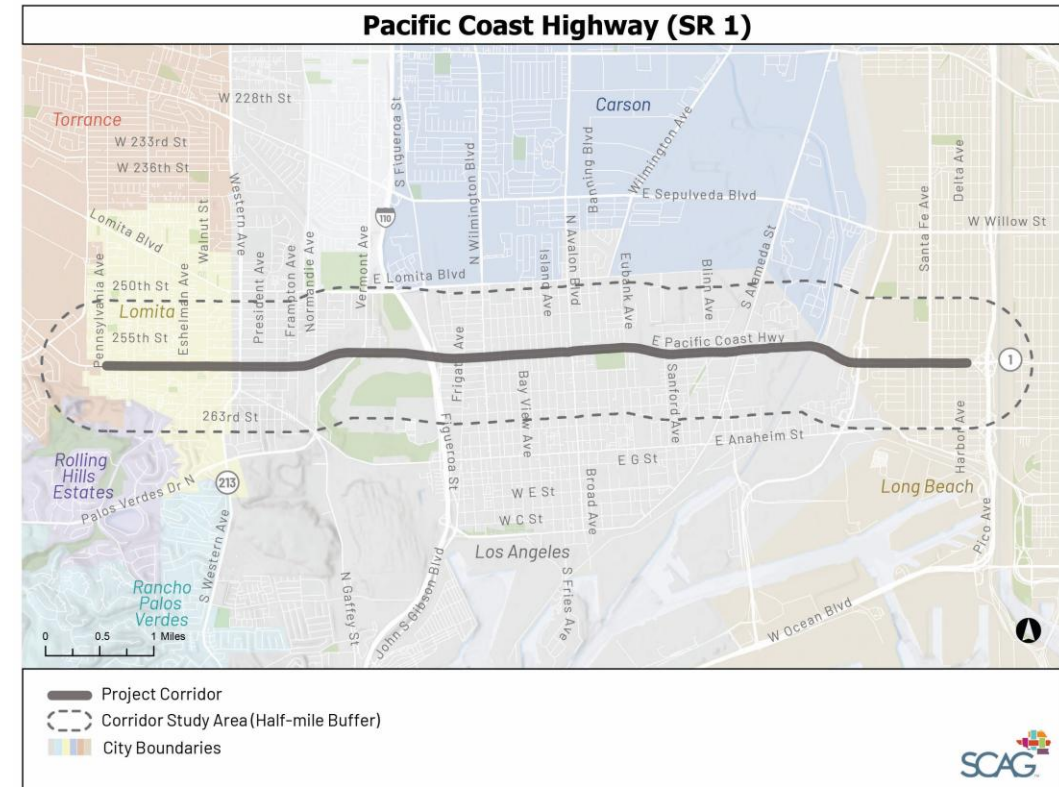 Pacific Coast Highway (SR 1)
Torrance
W 228th St
W 233rd St
W 236th St
Lomita Blvd
Walnut St
Western Ave
S Figueroa St
110
Carson
N Wilmington Blvd
Banning Blvd
Wilmington Ave
E Sepulveda Blvd
N Avalon Blvd
Delta Ave
Santa Fe Ave
W Willow St
Pennsylvania Ave
250th St
Lomita
255th St
Eshelman Ave
President Ave
Frampton Ave
Normandie Ave
Vermont Ave
E Lomita Blvd
Island Ave
Eubank Ave
Blinn Ave
S Alameda St
E Pacific Coast Hwy
1
263rd St
Frigate Ave
Figueroa St
Bay View Ave
Sanford Ave
E Anaheim St
Harbor Ave
Rolling
Hills
Estates
Palos Verdes Dr N
213
E G St
W E St
W C St
Broad Ave
Long Beach
Pico Ave
Los Angeles
S Western Ave
Rancho
Palos
Verdes
N Gaffey St
John S Gibson Blvd
S Fries Ave
W Ocean Blvd
0 0.5 1 Miles
Project Corridor
Corridor Study Area (Half-mile Buffer)
City Boundaries
SCAG